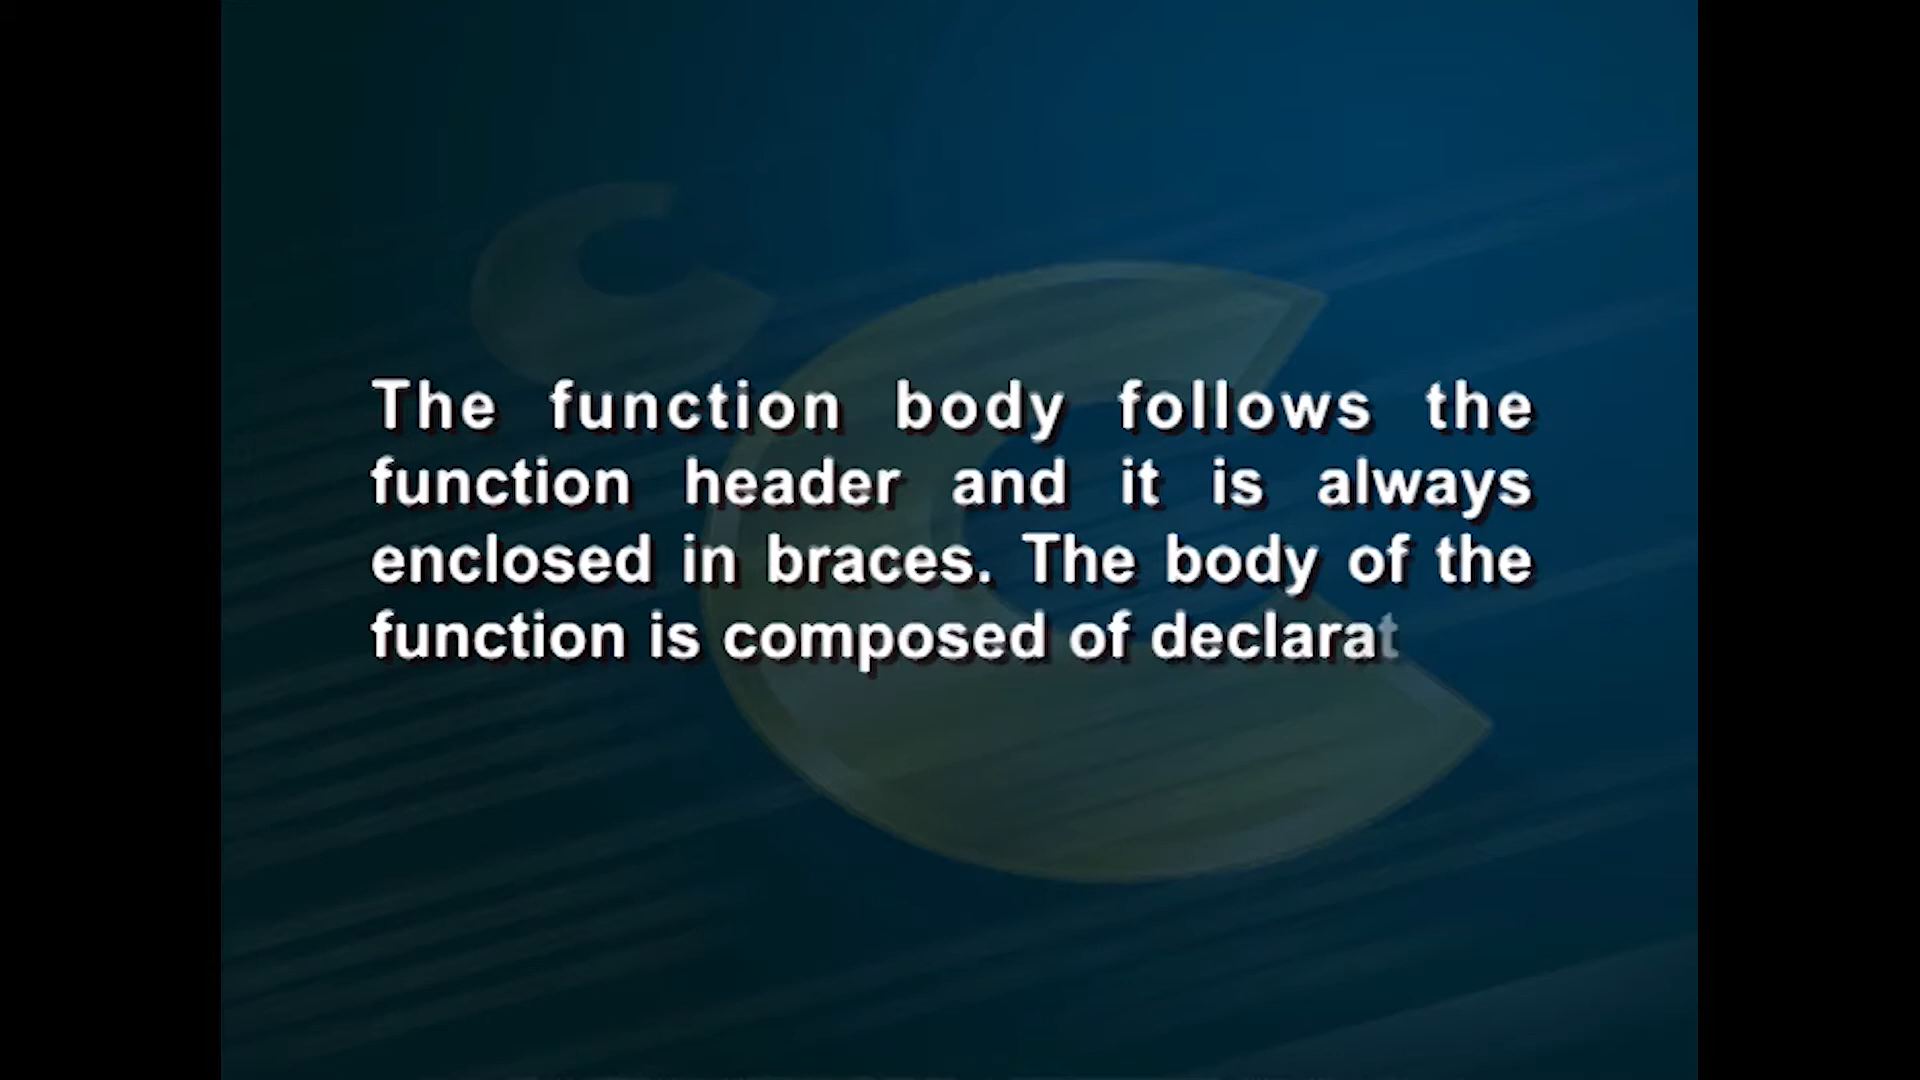 The function body follows the
function header and it is always
enclosed in braces. The body of the
function is composed of declarat